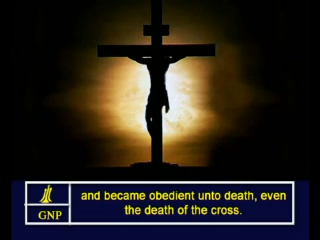 and became obedient unto death, even
the death of the cross.
GNP